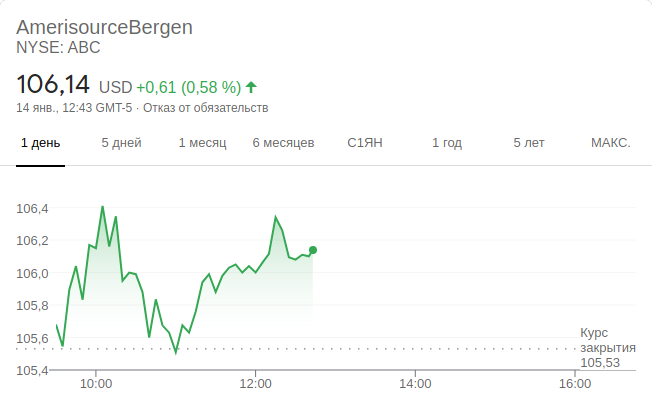 AmerisourceBergen
NYSE: ABC
106,14 USD +0,61 (0,58 %)
14 янв., 12:43 GMT-5 · Отказ от обязательств
1 день 5 дней 1 месяц 6 месяцев С1ЯН 1 год 5 лет МАКС.
106,4
106,2
106,0
105,8
105,6
105,4
Курс
закрытия
105,53
10:00 12:00 14:00 16:00